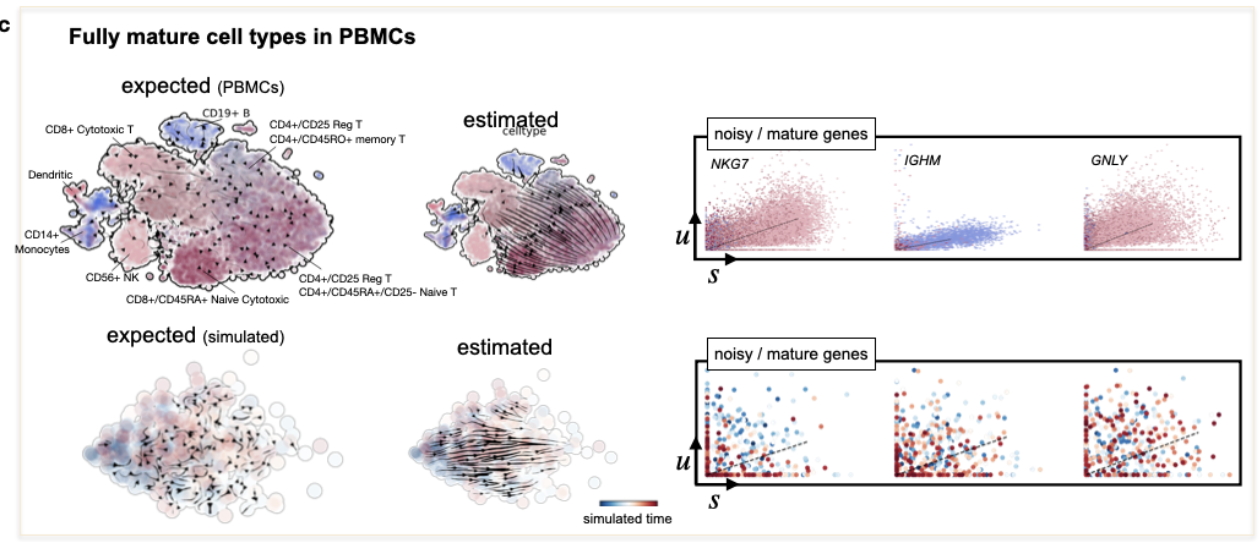 c
Fully mature cell types in PBMCs
expected (PBMCs)
CD19+ B
CD8+ Cytotoxic T
CD4+/CD25 Reg T
CD4+/CD45RO+ memory T
Dendritic
CD14+
Monocytes
CD56+ NK
CD4+/CD25 Reg T
CD4+/CD45RA+/CD25- Naive T
CD8+/CD45RA+ Naive Cytotoxic
estimated
celltype
noisy / mature genes
NKG7
IGHM
GNLY
u
s
expected (simulated)
estimated
simulated time
noisy / mature genes
u
s